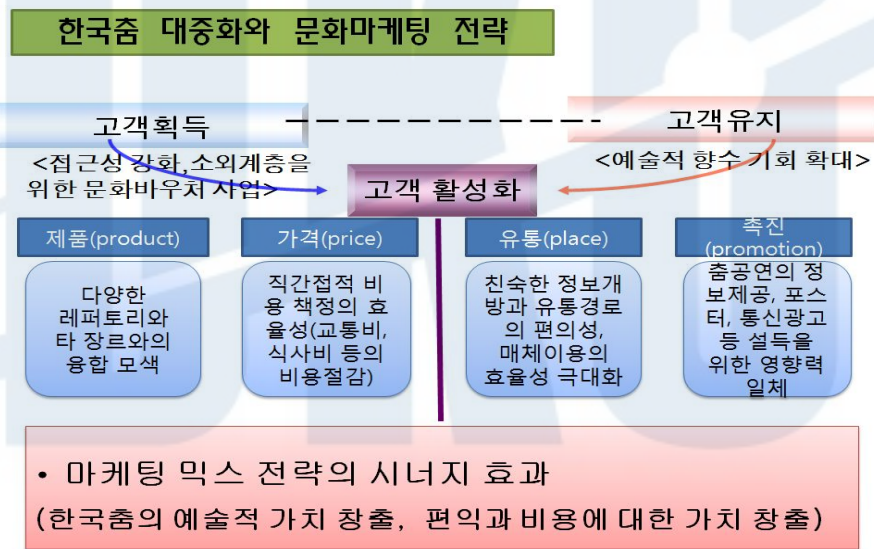 한국춤 대중화와 문화마케팅 전략
고객획득
고객유지
<접근성 강화,소외계층을
위한 문화바우처 사업>
<예술적 향수 기회 확대>
고객 활성화
제품(product)
다양한
레퍼토리와
타 장르와의
융합 모색
가격(price)
직간접적 비
용 책정의 효
율성(교통비,
식사비 등의
비용절감)
유통(place)
친숙한 정보개
방과 유통경로
의 편의성,
매체이용의
효율성 극대화
촉진
(promotion)
춤공연의 정
보제공, 포스
터, 통신광고
등 설득을
위한 영향력
일체
• 마케팅 믹스 전략의 시너지 효과
(한국춤의 예술적 가치 창출, 편익과 비용에 대한 가치 창출)